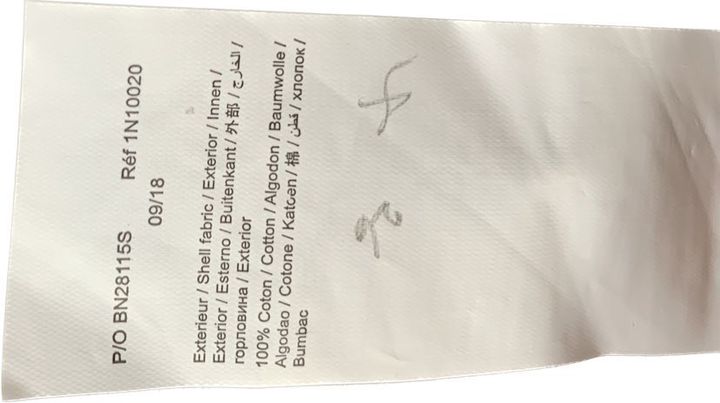 P/O BN28115S Réf 1N10020
09/18
Exterieur / Shell fabric / Exterior / Innen /
Exterior / Esterno / Buitenkant / 外部 / الخارج /
горловина / Exterior
100% Coton / Cotton / Algodon / Baumwolle /
Algodao / Cotone / Katoen / 棉 / قطن / хлопок /
Bumbac